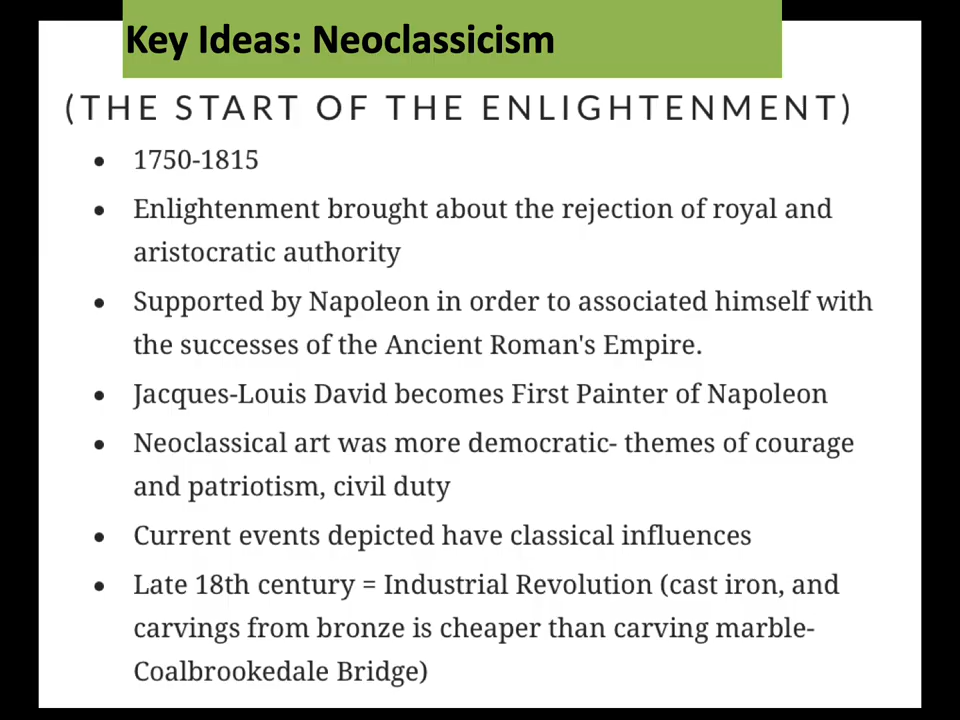 Key Ideas: Neoclassicism
(THE START OF THE ENLIGHTENMENT)
• 1750-1815
• Enlightenment brought about the rejection of royal and
aristocratic authority
• Supported by Napoleon in order to associated himself with
the successes of the Ancient Roman's Empire.
• Jacques-Louis David becomes First Painter of Napoleon
• Neoclassical art was more democratic- themes of courage
and patriotism, civil duty
• Current events depicted have classical influences
• Late 18th century = Industrial Revolution (cast iron, and
carvings from bronze is cheaper than carving marble-
Coalbrookedale Bridge)